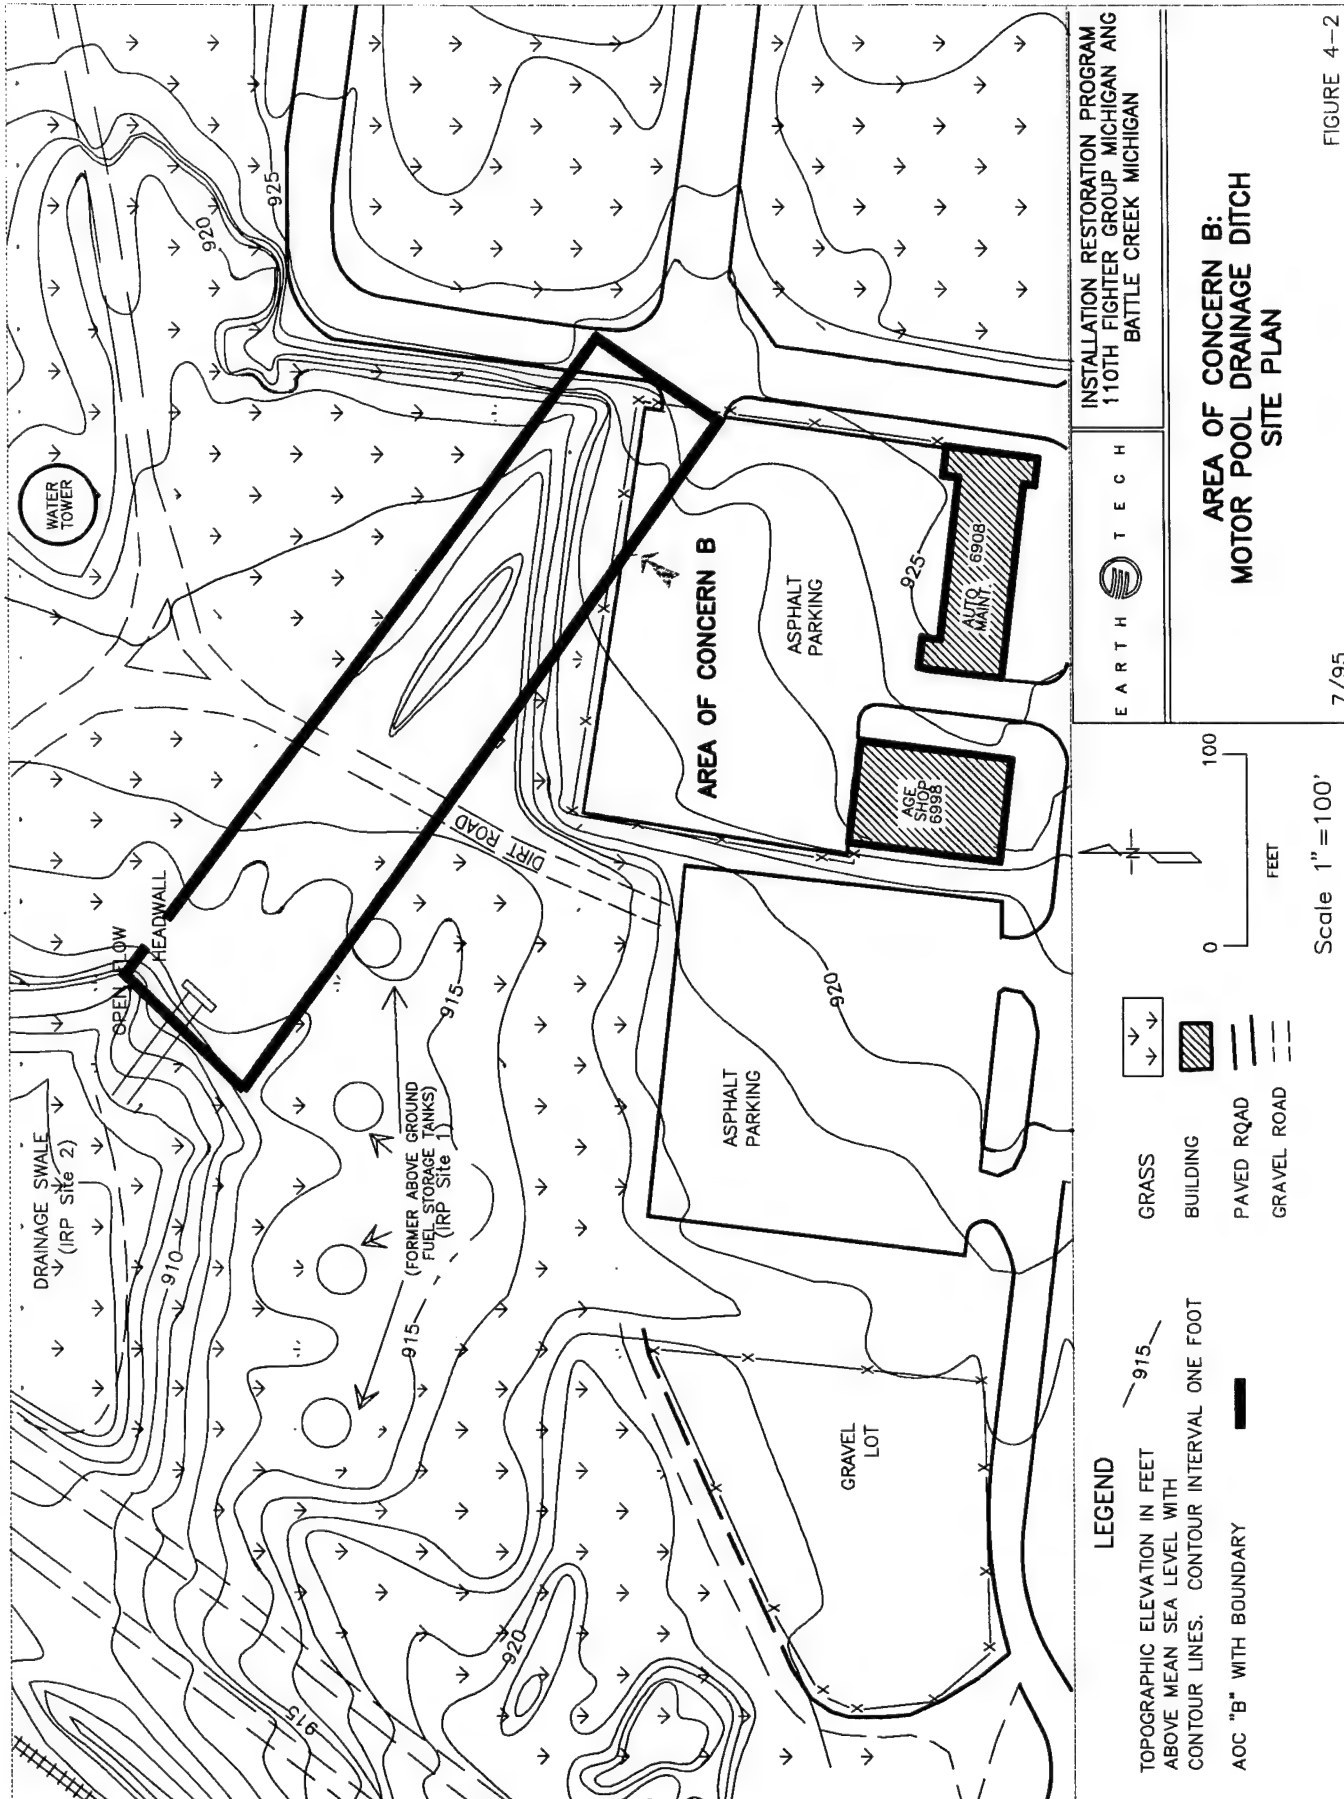 WATER
TOWER
920
925
OPEN FLOW
HEADWALL
DRAINAGE SWALE
(IRP Site 2)
910
915
(FORMER ABOVE GROUND
FUEL STORAGE TANKS)
(IRP Site 1)
915
915
920
DIRT ROAD
AREA OF CONCERN B
ASPHALT
PARKING
925
AUTO
MAINT.
6908
AGE
SHOP
6998
ASPHALT
PARKING
920
GRAVEL
LOT
LEGEND
TOPOGRAPHIC ELEVATION IN FEET
ABOVE MEAN SEA LEVEL WITH
CONTOUR LINES. CONTOUR INTERVAL ONE FOOT
915
AOC "B" WITH BOUNDARY
GRASS
BUILDING
PAVED ROAD
GRAVEL ROAD
N
0
100
FEET
Scale 1"=100'
EARTH TECH
INSTALLATION RESTORATION PROGRAM
110TH FIGHTER GROUP MICHIGAN ANG
BATTLE CREEK MICHIGAN
AREA OF CONCERN B:
MOTOR POOL DRAINAGE DITCH
SITE PLAN
7/95
FIGURE 4-2